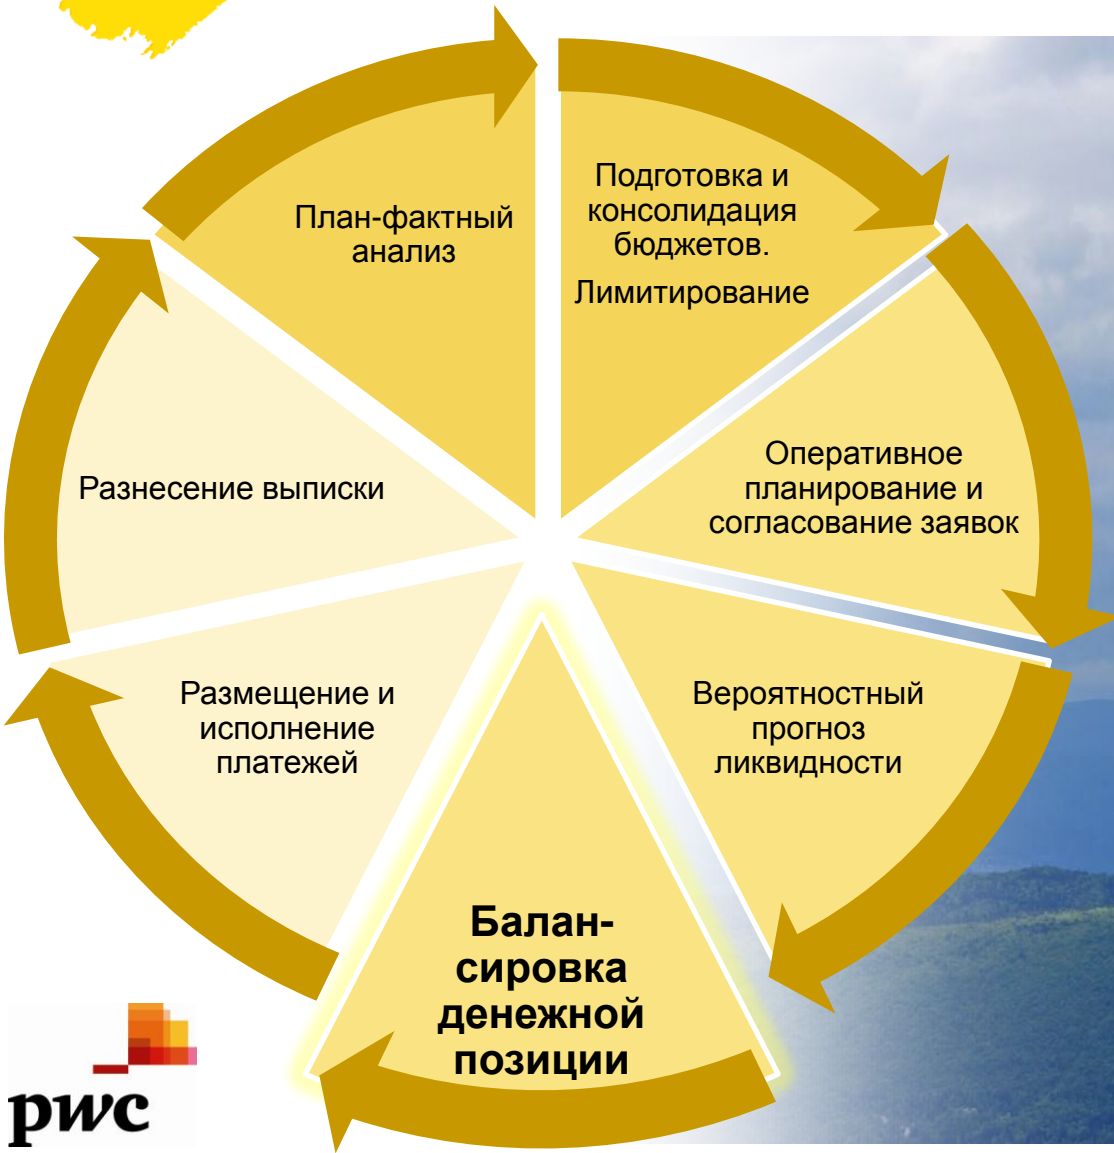 План-фактный
анализ
Подготовка и
консолидация
бюджетов.
Лимитирование
Оперативное
планирование и
согласование заявок
Вероятностный
прогноз
ликвидности
Балан-
сировка
денежной
позиции
Размещение и
исполнение
платежей
Разнесение выписки
pwc